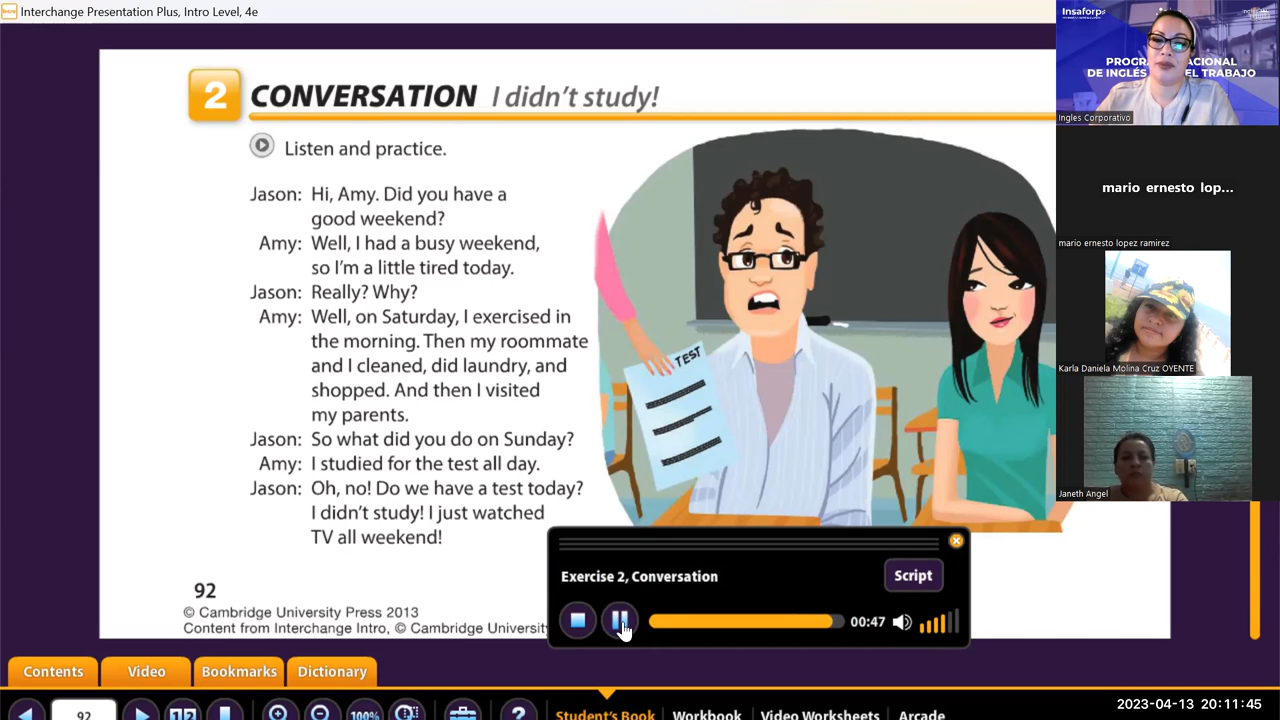 Interchange Presentation Plus, Intro Level, 4e
2 CONVERSATION I didn't study!
Listen and practice.
Jason: Hi, Amy. Did you have a
good weekend?
Amy: Well, I had a busy weekend,
so I'm a little tired today.
Jason: Really? Why?
Amy: Well, on Saturday, I exercised in
the morning. Then my roommate
and I cleaned, did laundry, and
shopped. And then I visited
my parents.
Jason: So what did you do on Sunday?
Amy: I studied for the test all day.
Jason: Oh, no! Do we have a test today?
I didn't study! I just watched
TV all weekend!
TEST
92
© Cambridge University Press 2013
Content from Interchange Intro, © Cambridge University
Exercise 2, Conversation
Script
00:47
Contents
Video
Bookmarks
Dictionary
92
1 2
100%
?
Student's Book
Workbook
Video Worksheets
Arcade
Insaforp
DE INGLÉS
EL TRABAJO
Ingles Corporativo
mario ernesto lop...
mario ernesto lopez ramirez
Karla Daniela Molina Cruz OYENTE
Janeth Angel
2023-04-13 20:11:45